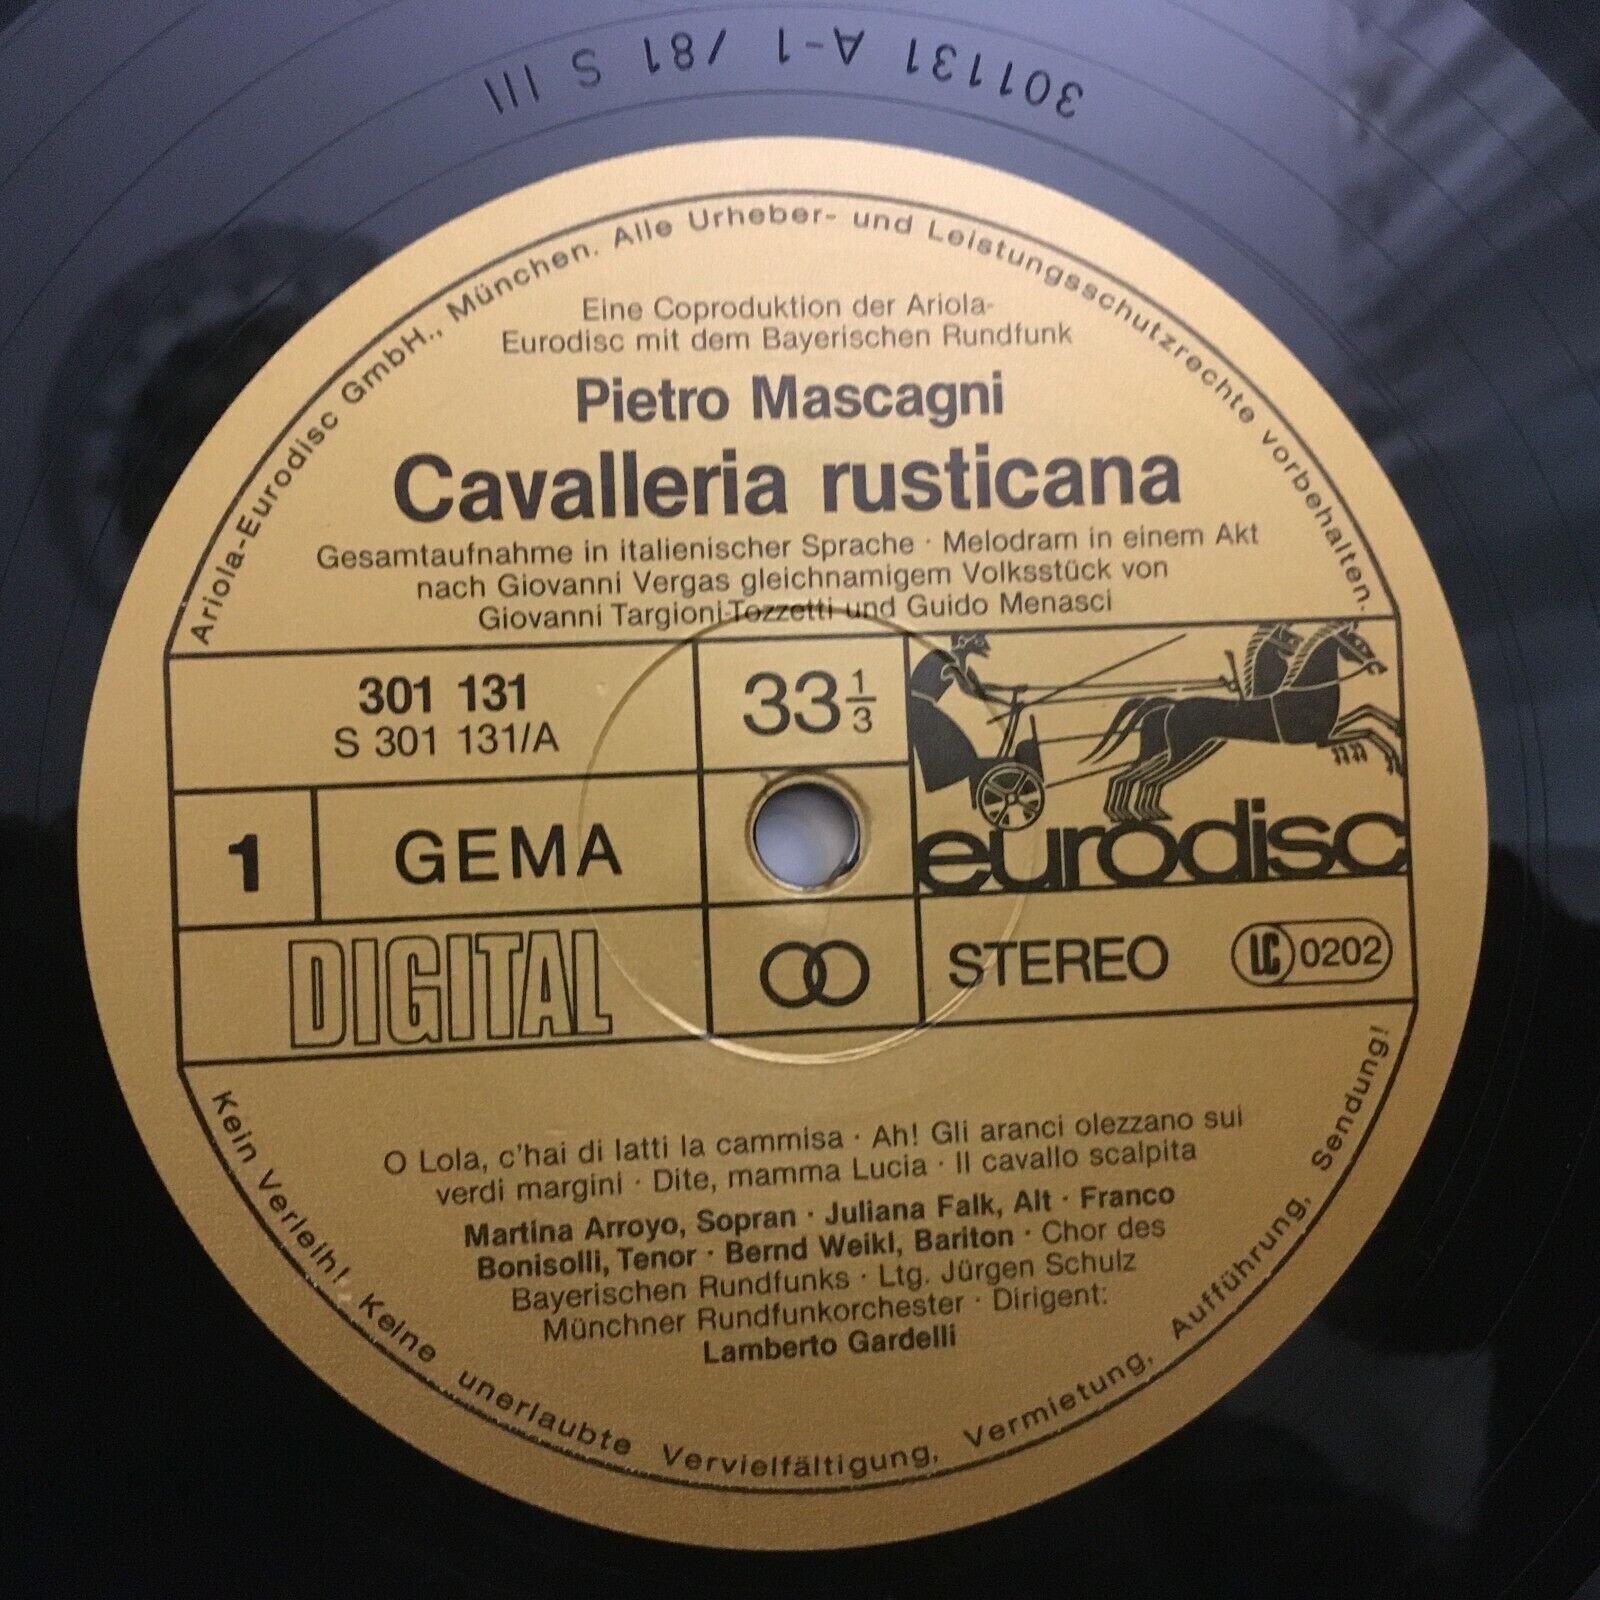 301131 A-1 /81 S III
Ariola-Eurodisc GmbH., München. Alle Urheber- und Leistungsschutzrechte vorbehalten.
Eine Coproduktion der Ariola-
Eurodisc mit dem Bayerischen Rundfunk
Pietro Mascagni
Cavalleria rusticana
Gesamtaufnahme in italienischer Sprache · Melodram in einem Akt
nach Giovanni Vergas gleichnamigem Volksstück von
Giovanni Targioni-Tozzetti und Guido Menasci
301 131
S 301 131/A
33 1/3
1
GEMA
eurodisc
DIGITAL
STEREO
LC 0202
O Lola, c'hai di latti la cammisa · Ah! Gli aranci olezzano sui
verdi margini · Dite, mamma Lucia · Il cavallo scalpita
Martina Arroyo, Sopran · Juliana Falk, Alt · Franco
Bonisolli, Tenor · Bernd Weikl, Bariton · Chor des
Bayerischen Rundfunks · Ltg. Jürgen Schulz
Münchner Rundfunkorchester · Dirigent:
Lamberto Gardelli
Kein Verleih! Keine unerlaubte Vervielfältigung, Vermietung, Aufführung, Sendung!